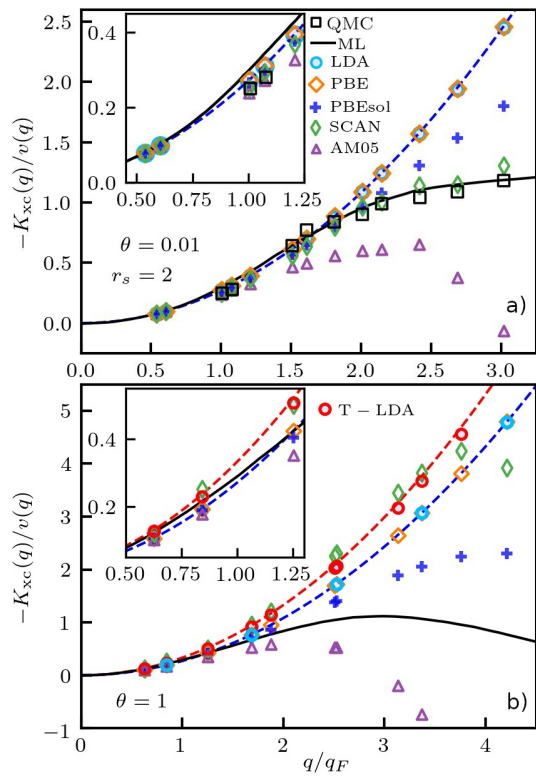 2.5
2.0
1.5
1.0
0.5
0.0
−K_xc(q)/v(q)
0.4
0.2
0.0
0.50 0.75 1.00 1.25
QMC
ML
LDA
PBE
PBEsol
SCAN
AM05
θ = 0.01
r_s = 2
a)
0.0 0.5 1.0 1.5 2.0 2.5 3.0
5
4
3
2
1
0
−1
−K_xc(q)/v(q)
0.4
0.2
0.50 0.75 1.00 1.25
T − LDA
θ = 1
b)
0 1 2 3 4
q/q_F